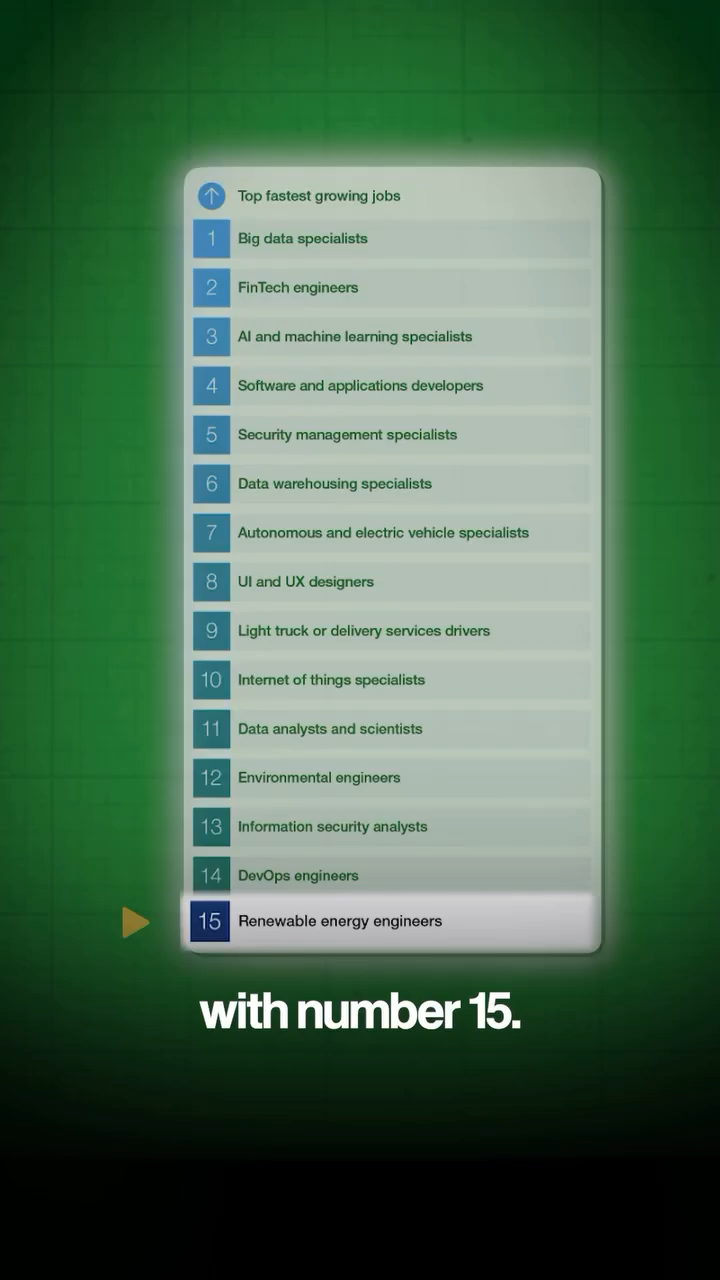 Top fastest growing jobs
1 Big data specialists
2 FinTech engineers
3 AI and machine learning specialists
4 Software and applications developers
5 Security management specialists
6 Data warehousing specialists
7 Autonomous and electric vehicle specialists
8 UI and UX designers
9 Light truck or delivery services drivers
10 Internet of things specialists
11 Data analysts and scientists
12 Environmental engineers
13 Information security analysts
14 DevOps engineers
15 Renewable energy engineers
with number 15.